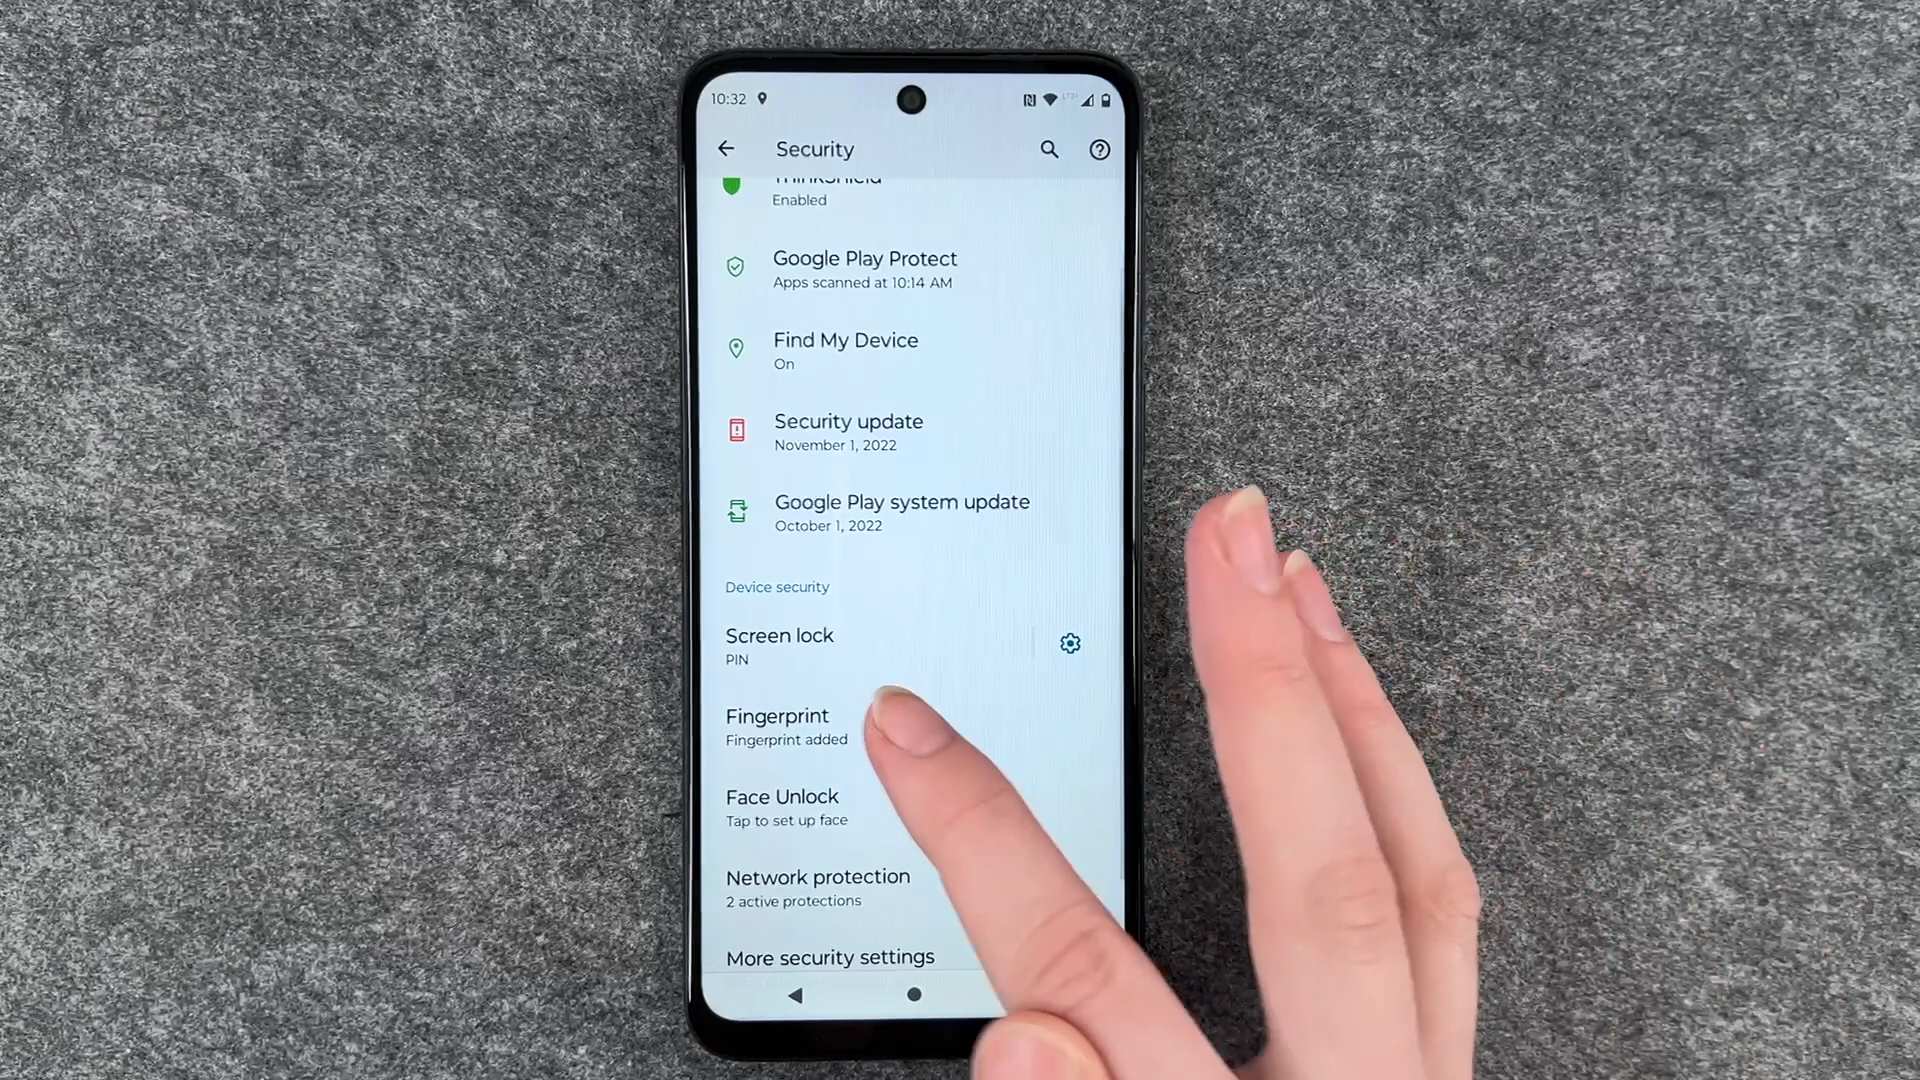 10:32
Security
ThinkShield
Enabled
Google Play Protect
Apps scanned at 10:14 AM
Find My Device
On
Security update
November 1, 2022
Google Play system update
October 1, 2022
Device security
Screen lock
PIN
Fingerprint
Fingerprint added
Face Unlock
Tap to set up face
Network protection
2 active protections
More security settings